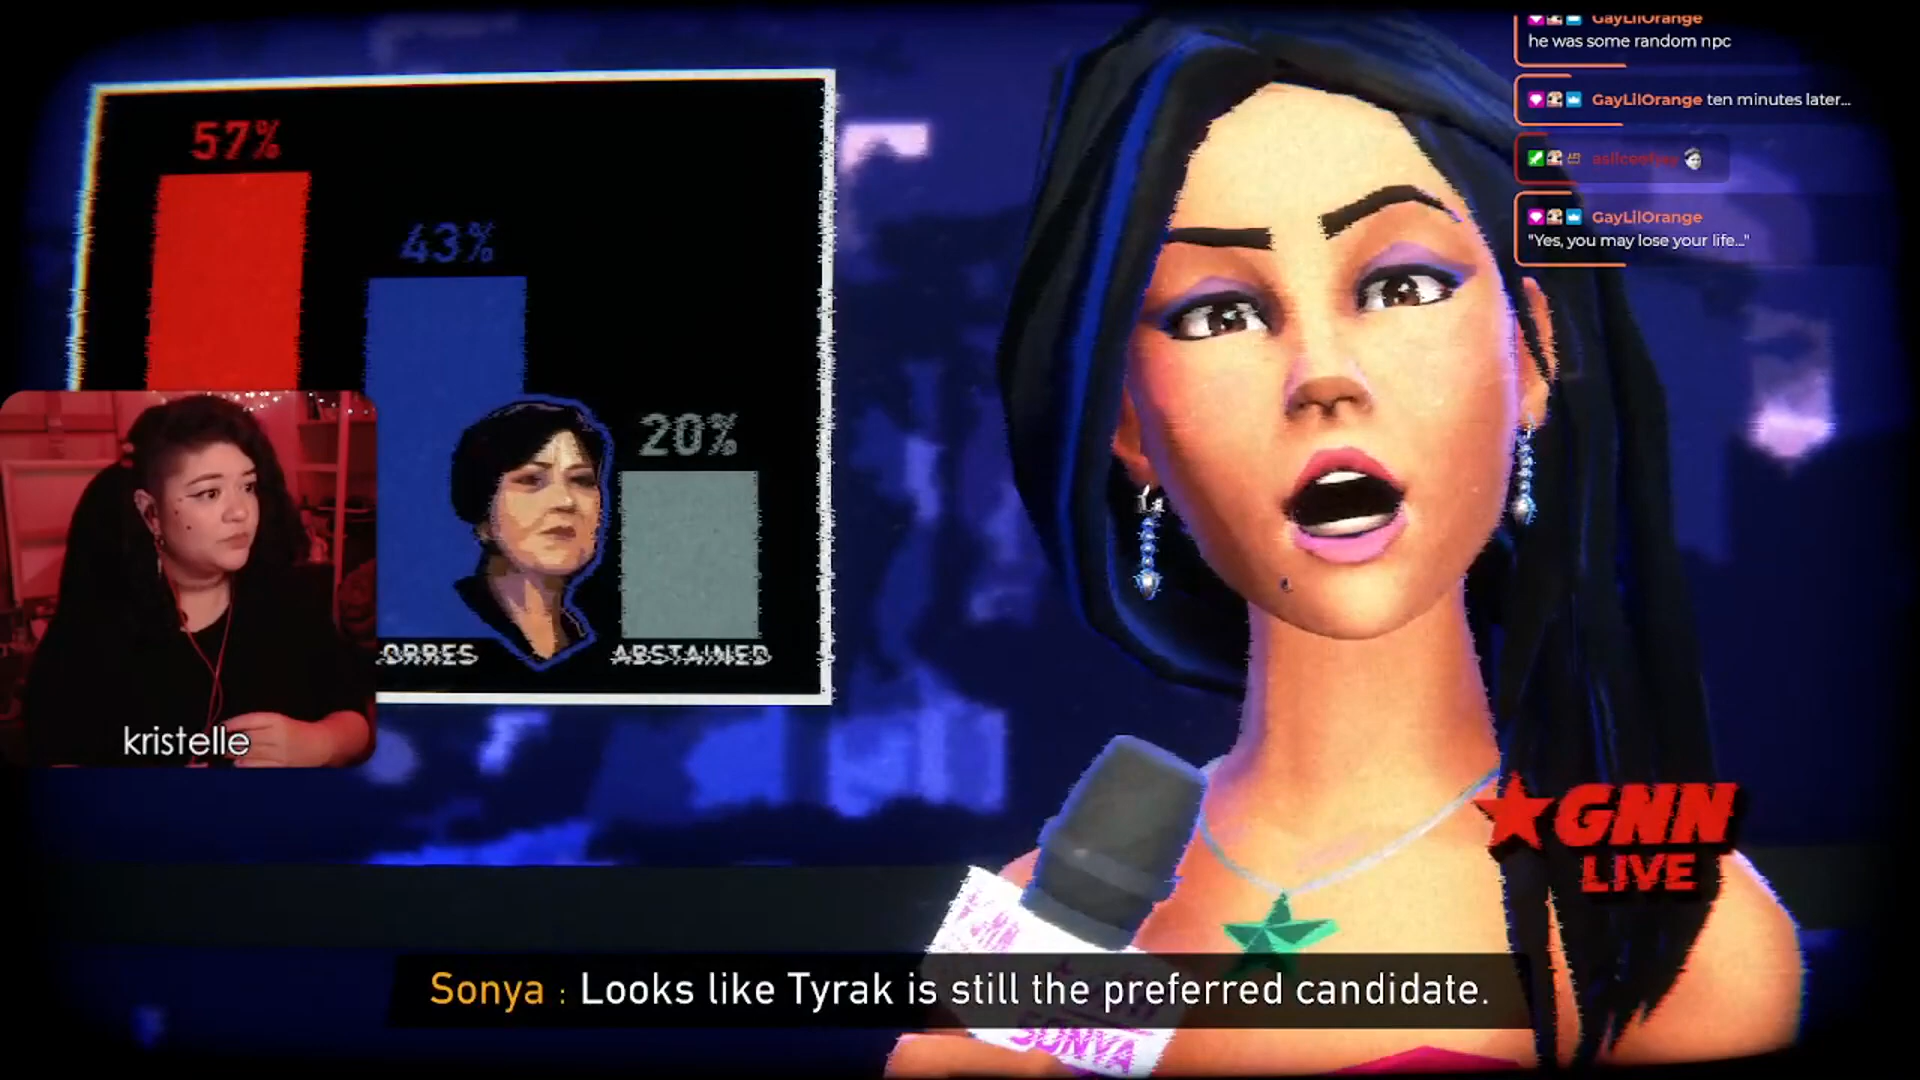 57%
43%
20%
ORRES
ABSTAINED
kristelle
GayLilOrange
he was some random npc
GayLilOrange ten minutes later...
GayLilOrange
"Yes, you may lose your life..."
GNN
LIVE
SONYA
Sonya : Looks like Tyrak is still the preferred candidate.